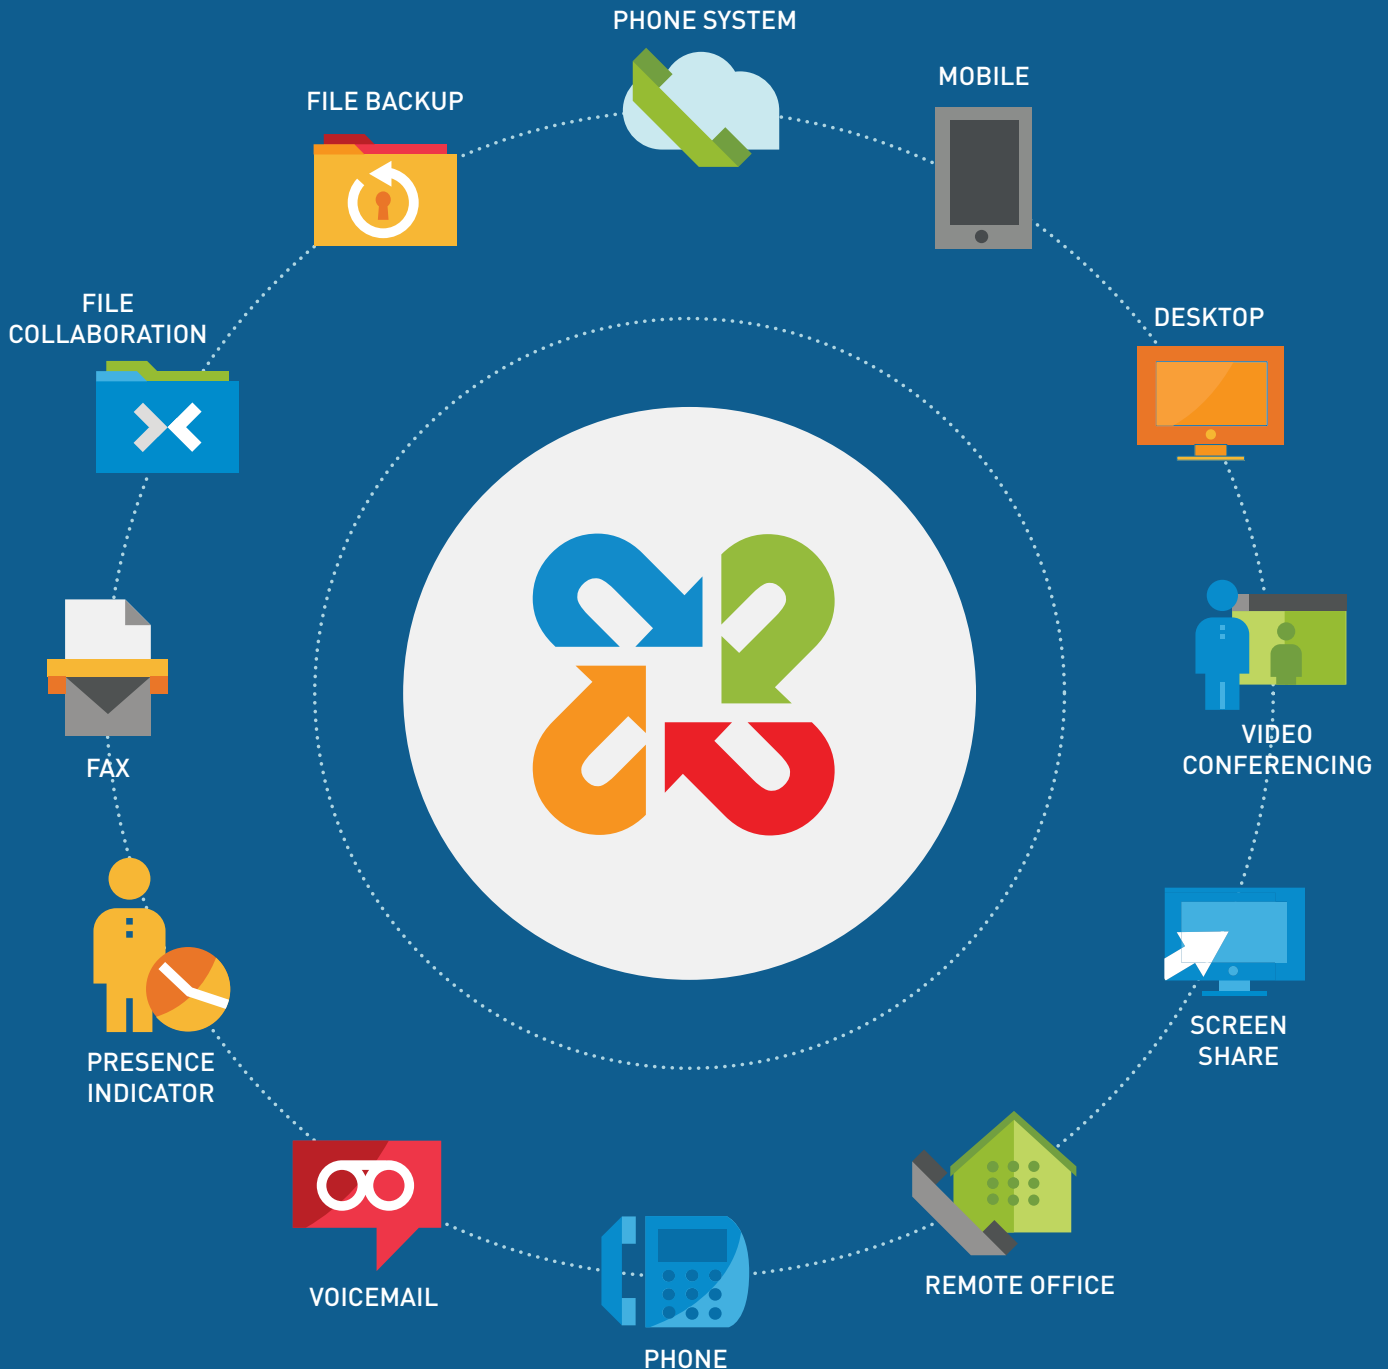 PHONE SYSTEM
MOBILE
FILE BACKUP
FILE
COLLABORATION
DESKTOP
VIDEO
CONFERENCING
FAX
SCREEN
SHARE
PRESENCE
INDICATOR
REMOTE OFFICE
VOICEMAIL
PHONE